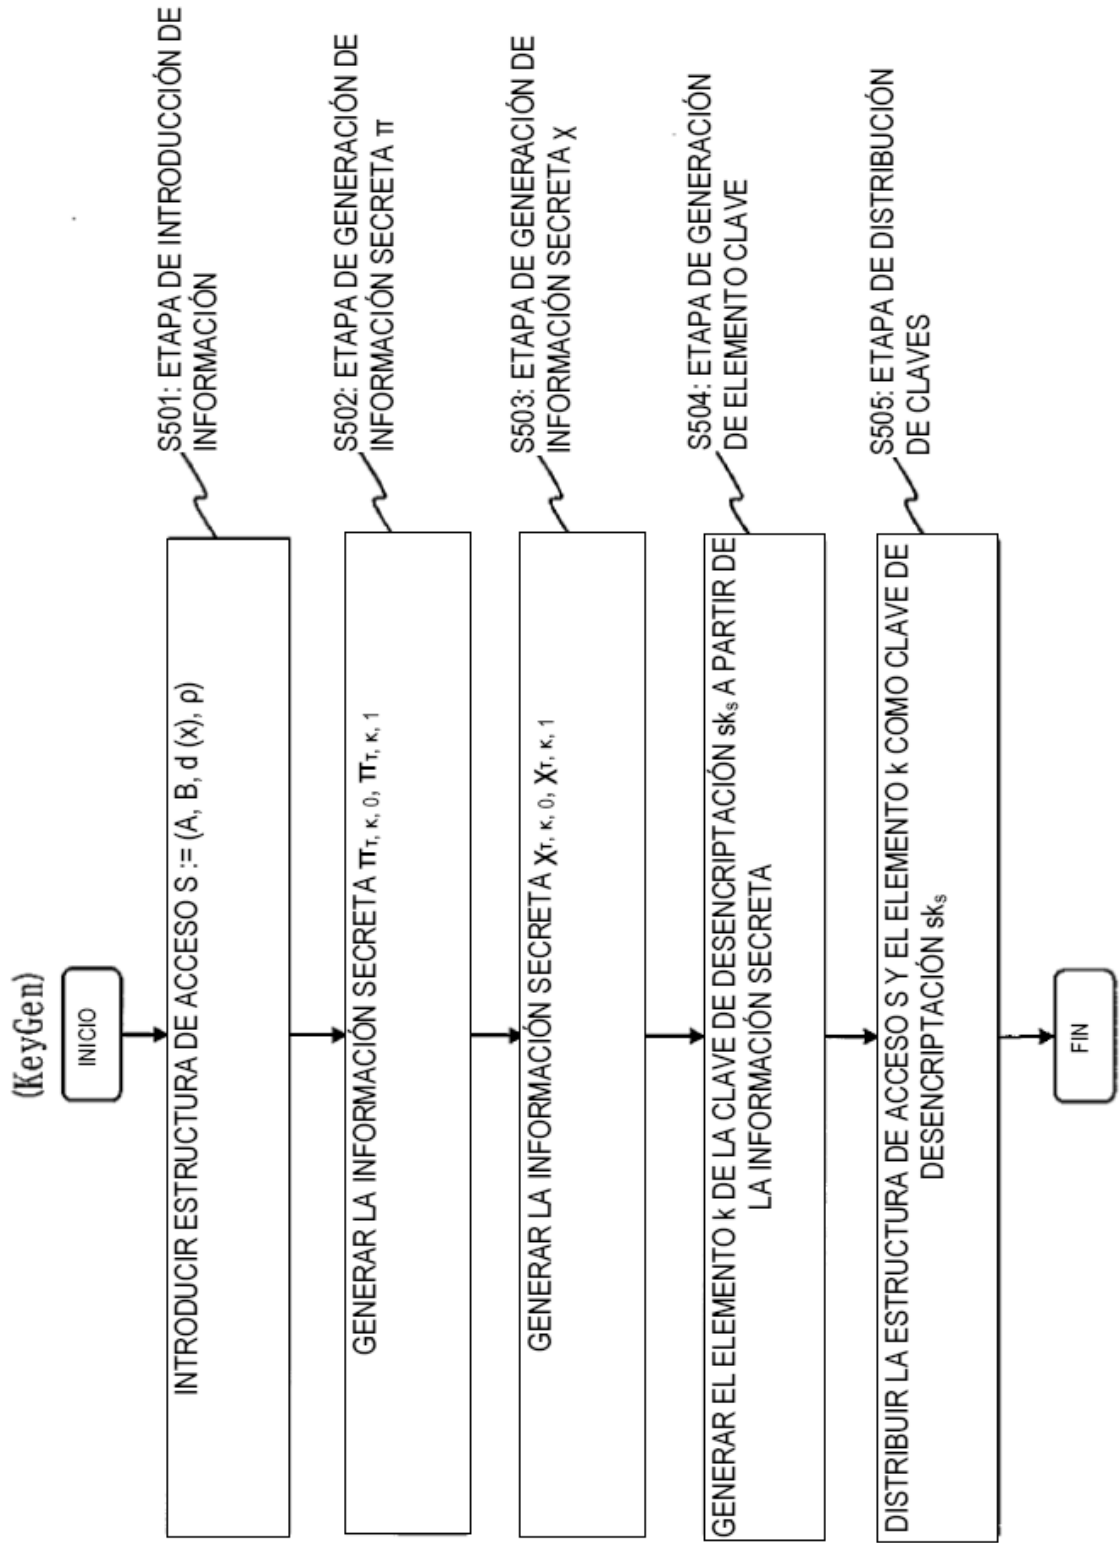 (KeyGen)
INICIO
S501: ETAPA DE INTRODUCCIÓN DE
INFORMACIÓN
INTRODUCIR ESTRUCTURA DE ACCESO S := (A, B, d (x), ρ)
S502: ETAPA DE GENERACIÓN DE
INFORMACIÓN SECRETA π
GENERAR LA INFORMACIÓN SECRETA πτ, κ, 0, πτ, κ, 1
S503: ETAPA DE GENERACIÓN DE
INFORMACIÓN SECRETA χ
GENERAR LA INFORMACIÓN SECRETA χτ, κ, 0, χτ, κ, 1
S504: ETAPA DE GENERACIÓN
DE ELEMENTO CLAVE
GENERAR EL ELEMENTO k DE LA CLAVE DE DESENCRIPTACIÓN skₛ A PARTIR DE
LA INFORMACIÓN SECRETA
S505: ETAPA DE DISTRIBUCIÓN
DE CLAVES
DISTRIBUIR LA ESTRUCTURA DE ACCESO S Y EL ELEMENTO k COMO CLAVE DE
DESENCRIPTACIÓN skₛ
FIN